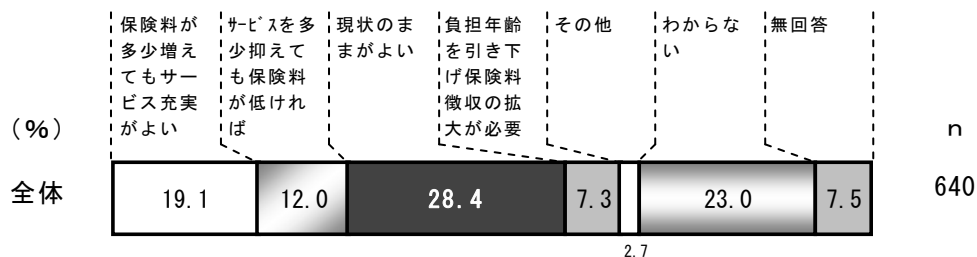 保険料が
多少増え
てもサー
ビス充実
がよい
ｻｰﾋﾞｽを多
少抑えて
も保険料
が低けれ
ば
現状のま
まがよい
負担年齢
を引き下
げ保険料
徴収の拡
大が必要
その他
わからな
い
無回答
(%)
n
全体
19.1
12.0
28.4
7.3
2.7
23.0
7.5
640